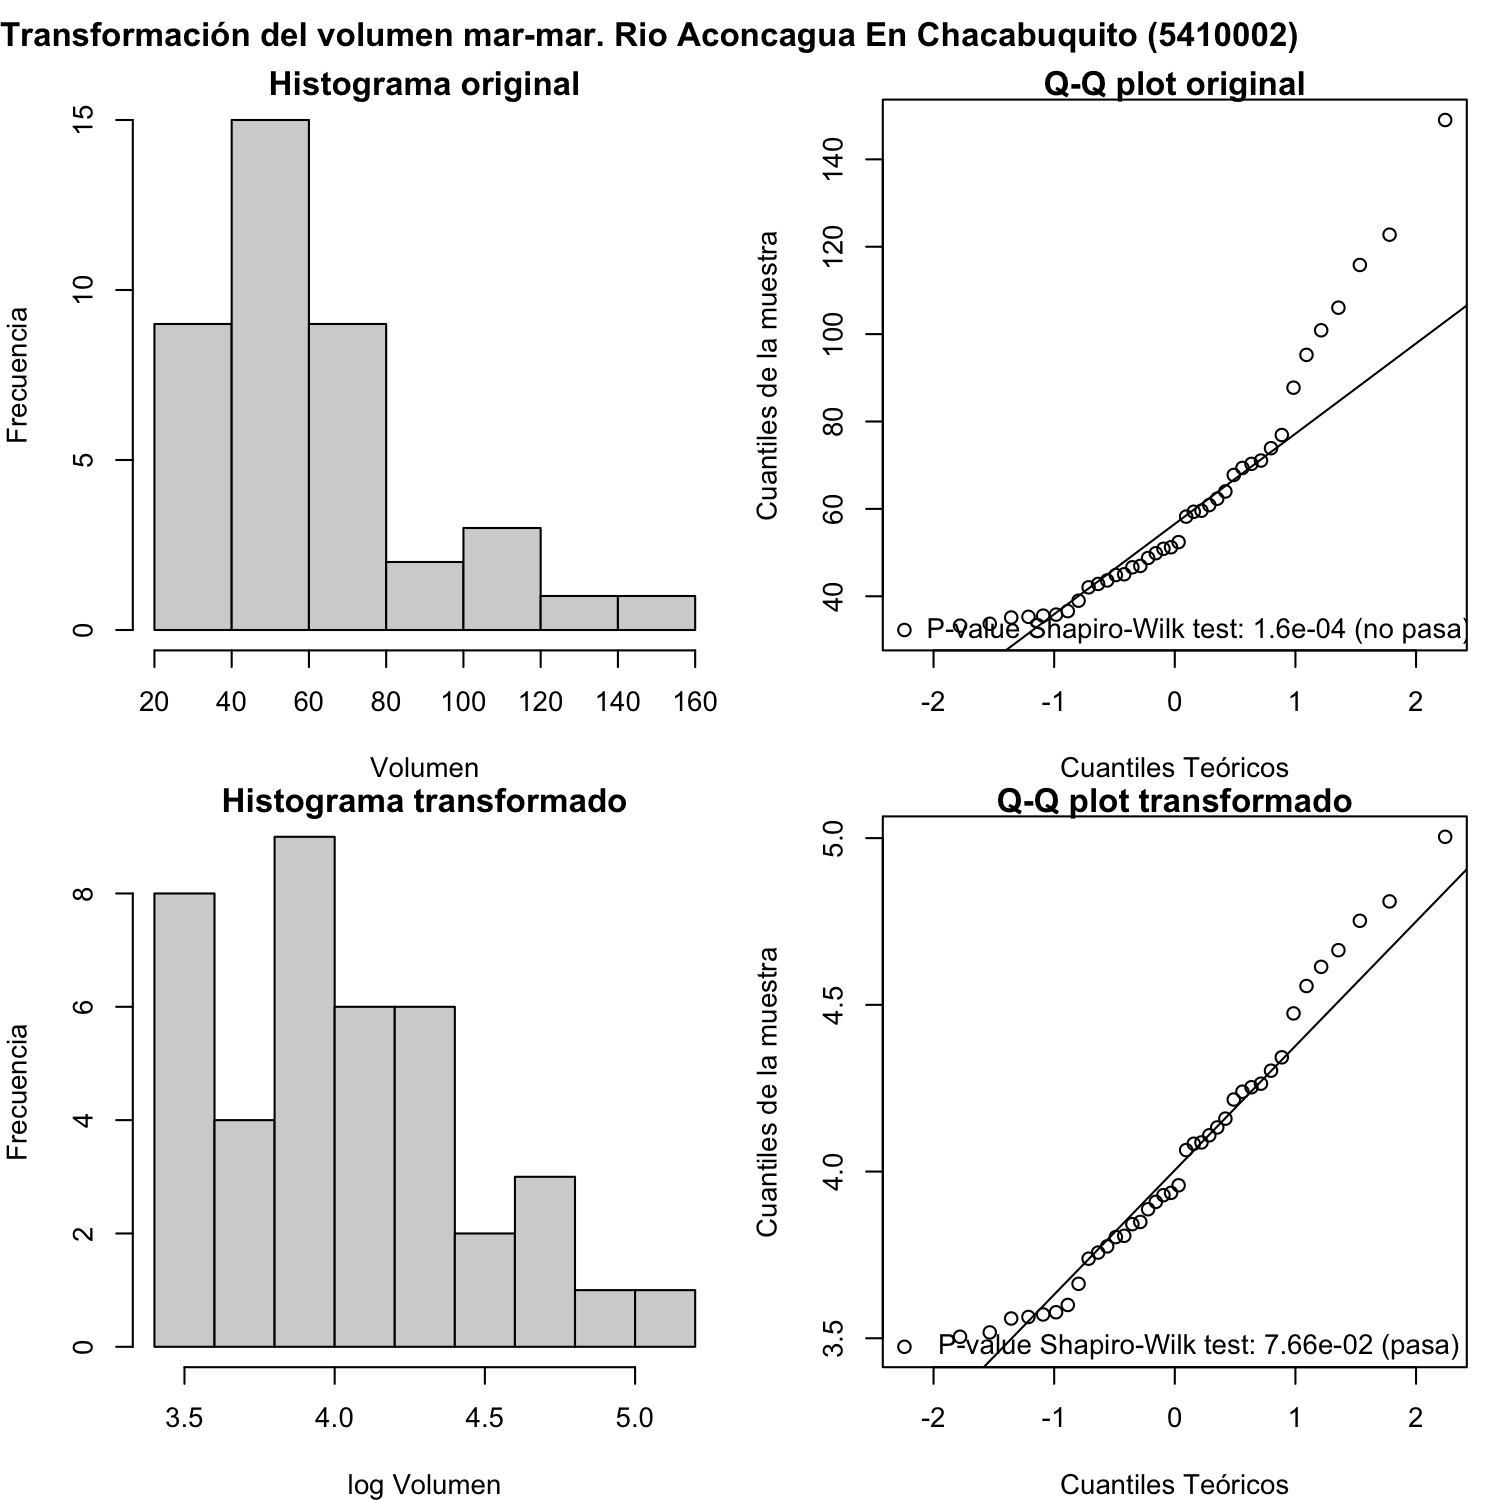 Transformación del volumen mar-mar. Rio Aconcagua En Chacabuquito (5410002)
Histograma original
Frecuencia
0 5 10 15
20 40 60 80 100 120 140 160
Volumen
Q-Q plot original
Cuantiles de la muestra
40 60 80 100 120 140
P-value Shapiro-Wilk test: 1.6e-04 (no pasa)
-2 -1 0 1 2
Cuantiles Teóricos
Histograma transformado
Frecuencia
0 2 4 6 8
3.5 4.0 4.5 5.0
log Volumen
Q-Q plot transformado
Cuantiles de la muestra
3.5 4.0 4.5 5.0
P-value Shapiro-Wilk test: 7.66e-02 (pasa)
-2 -1 0 1 2
Cuantiles Teóricos